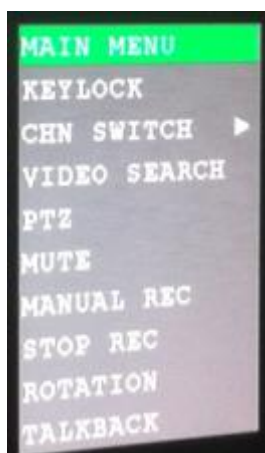 MAIN MENU
KEYLOCK
CHN SWITCH ▶
VIDEO SEARCH
PTZ
MUTE
MANUAL REC
STOP REC
ROTATION
TALKBACK